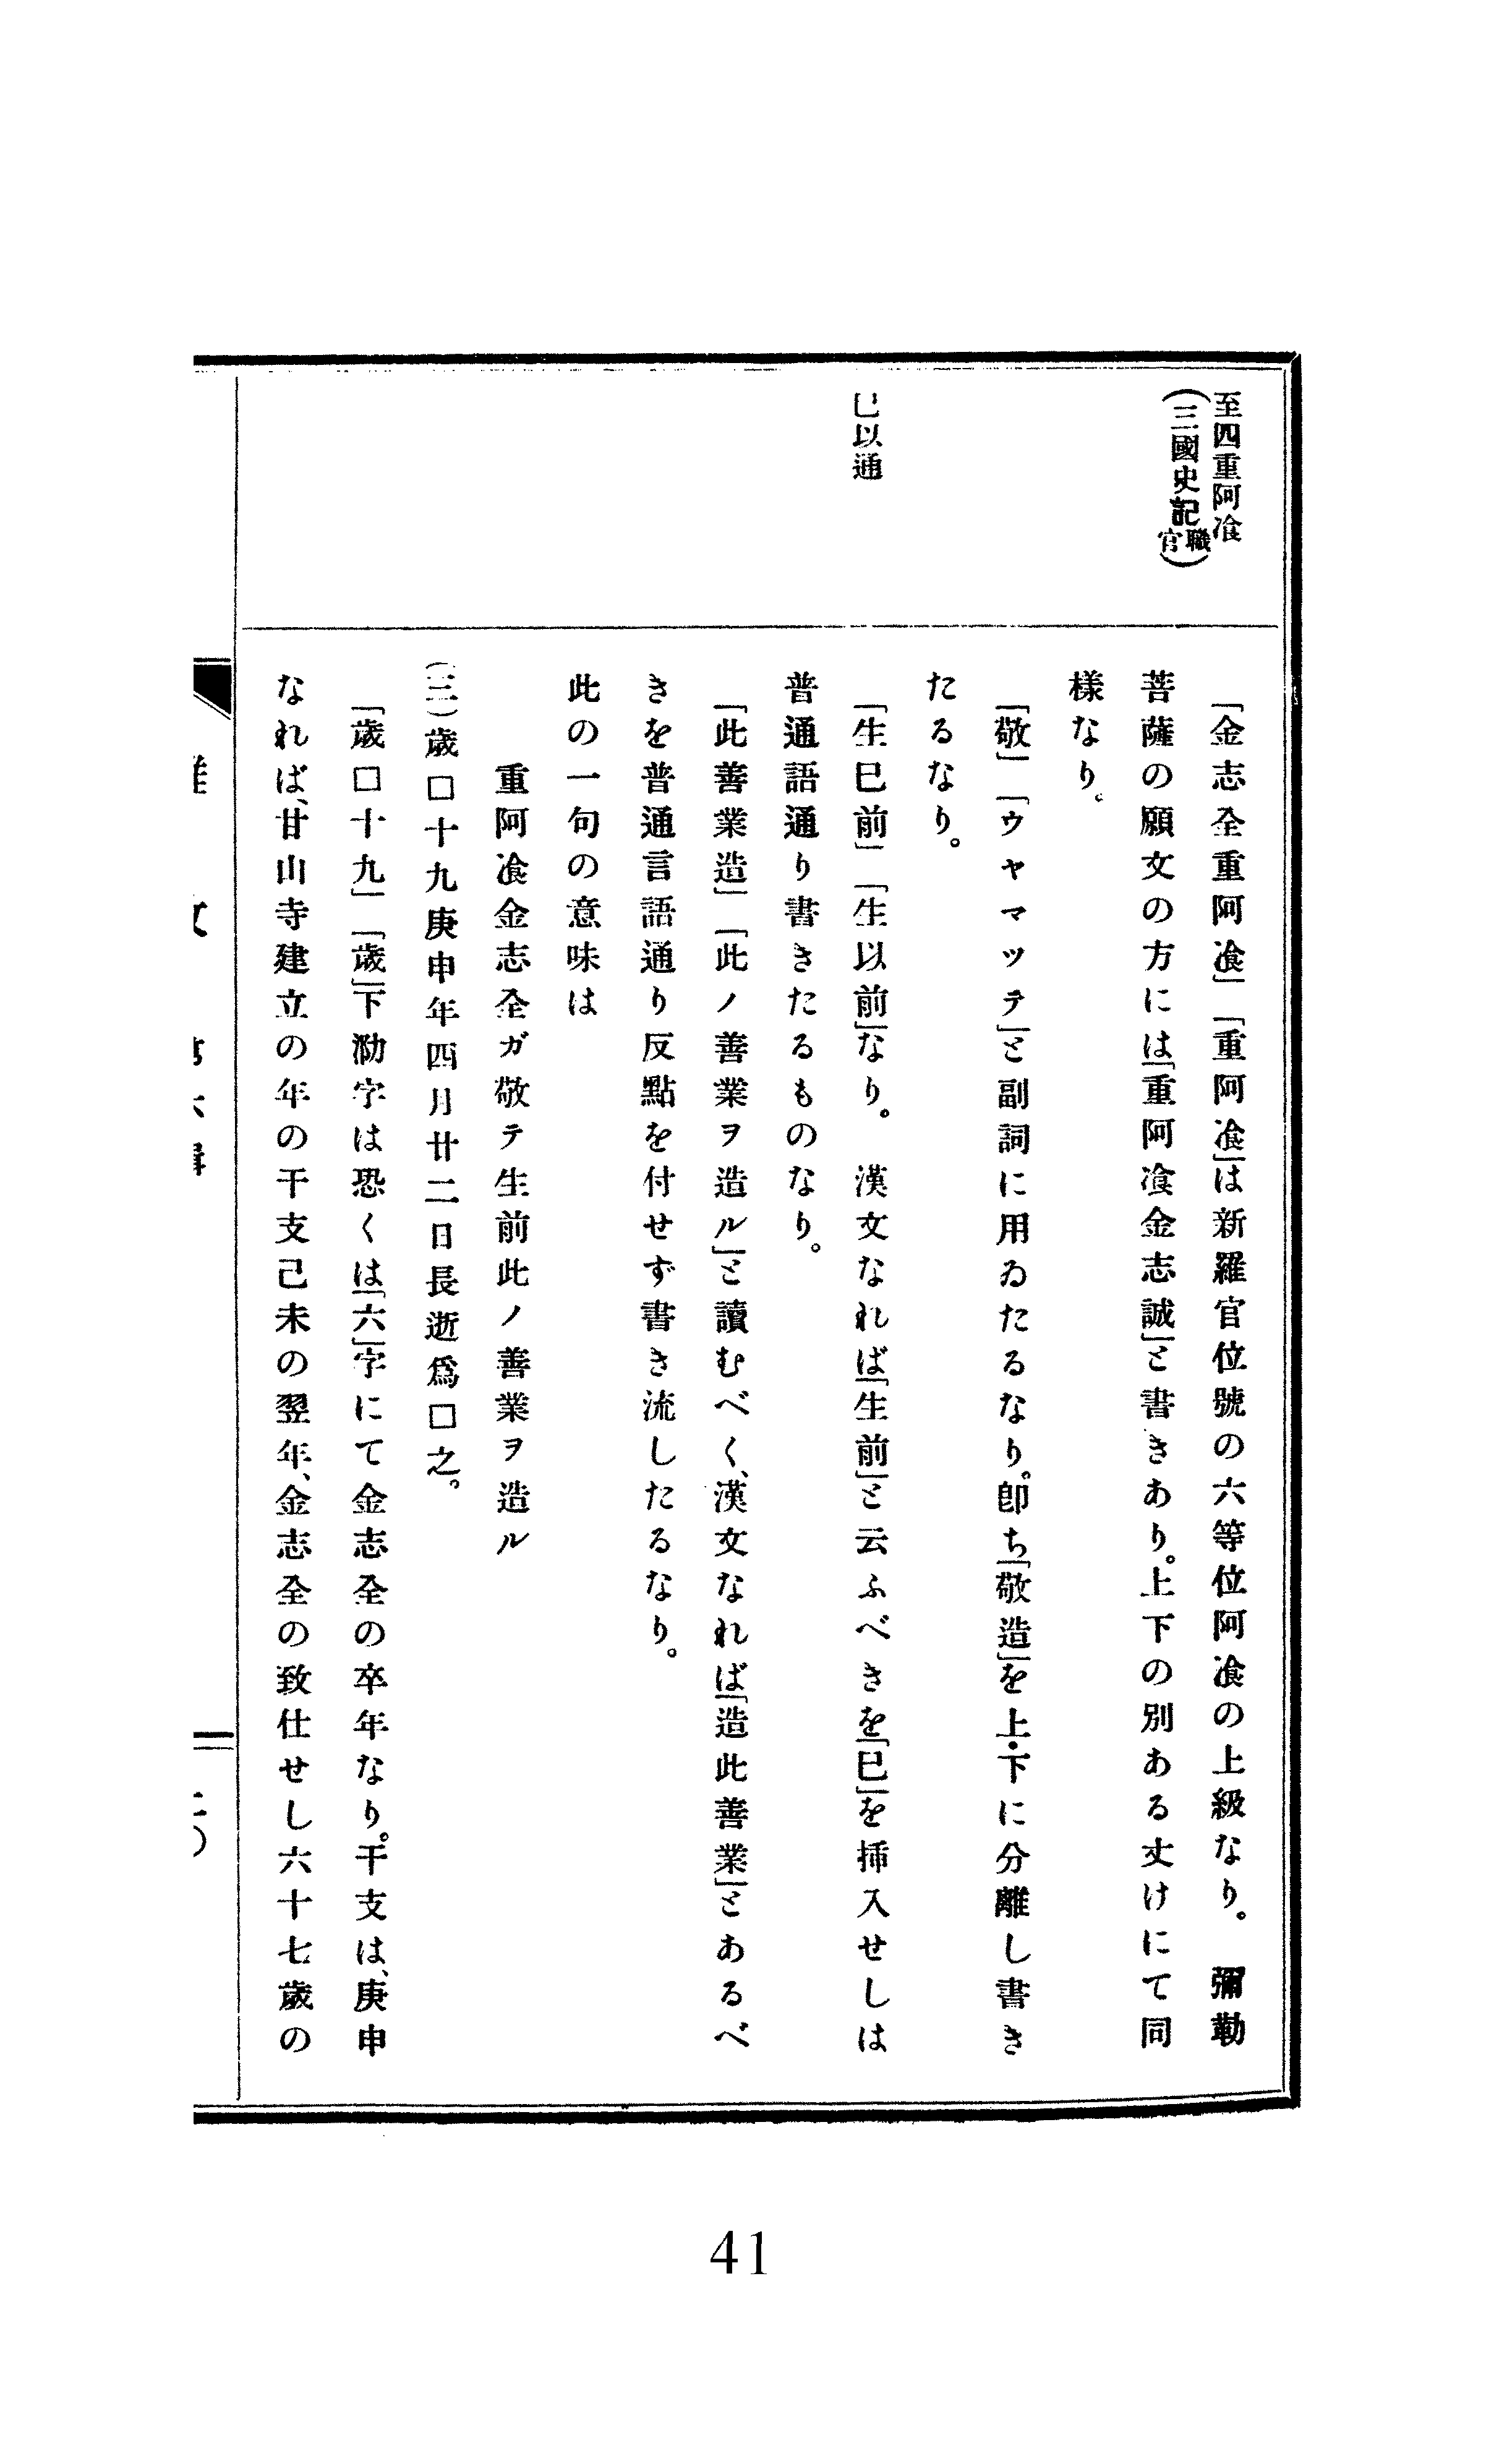 至四重阿飡
(三國史記職官)
已以通
「金志全重阿飡」「重阿飡」は新羅官位號の六等位阿飡の上級なり。　彌勒
菩薩の願文の方には「重阿飡金志誠」と書きあり。上下の別ある丈けにて同
樣なり。
「敬」「ウヤマッテ」と副詞に用ゐたるなり。卽ち「敬造」を上・下に分離し書き
たるなり。
「生已前」「生以前」なり。　漢文なれば「生前」と云ふべきを「已」を挿入せしは
普通語通り書きたるものなり。
「此善業造」「此ノ善業ヲ造ル」と讀むべく、漢文なれば「造此善業」とあるべ
きを普通言語通り反點を付せず書き流したるなり。
此の一句の意味は
重阿飡金志全ガ敬テ生前此ノ善業ヲ造ル
(三)歲□十九庚申年四月廿二日長逝爲□之。
「歲□十九」「歲」下泐字は恐くは「六」字にて金志全の卒年なり。干支は、庚申
なれば、甘山寺建立の年の干支己未の翌年、金志全の致仕せし六十七歲の
41